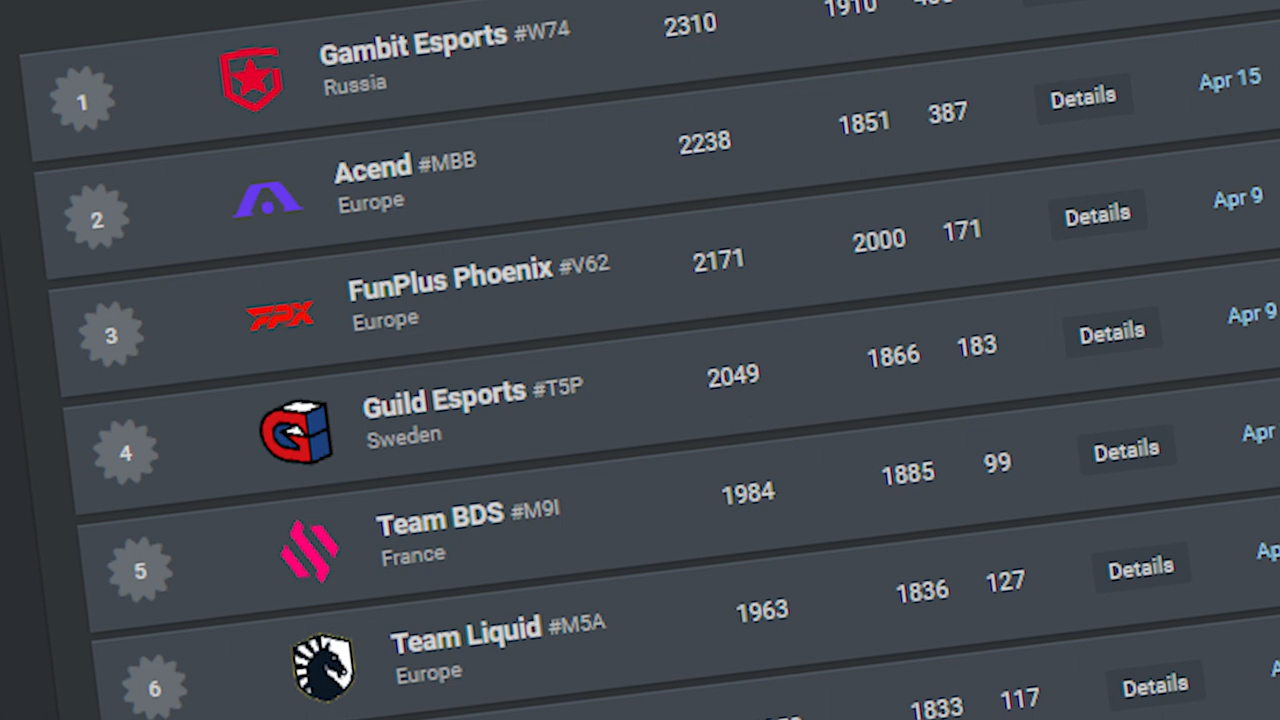 1 Gambit Esports #W74 2310 1910
Russia
2 Acend #MBB 2238 1851 387 Details Apr 15
Europe
3 FunPlus Phoenix #V62 2171 2000 171 Details Apr 9
Europe
4 Guild Esports #T5P 2049 1866 183 Details Apr 9
Sweden
5 Team BDS #M9I 1984 1885 99 Details Apr
France
6 Team Liquid #M5A 1963 1836 127 Details
Europe
1833 117 Details